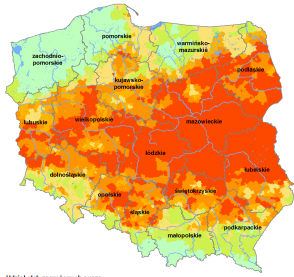 pomorskie
warmińsko-
mazurskie
zachodnio-
pomorskie
podlaskie
kujawsko-
pomorskie
lubuskie
wielkopolskie
mazowieckie
łódzkie
lubelskie
dolnośląskie
opolskie
świętokrzyskie
śląskie
podkarpackie
małopolskie